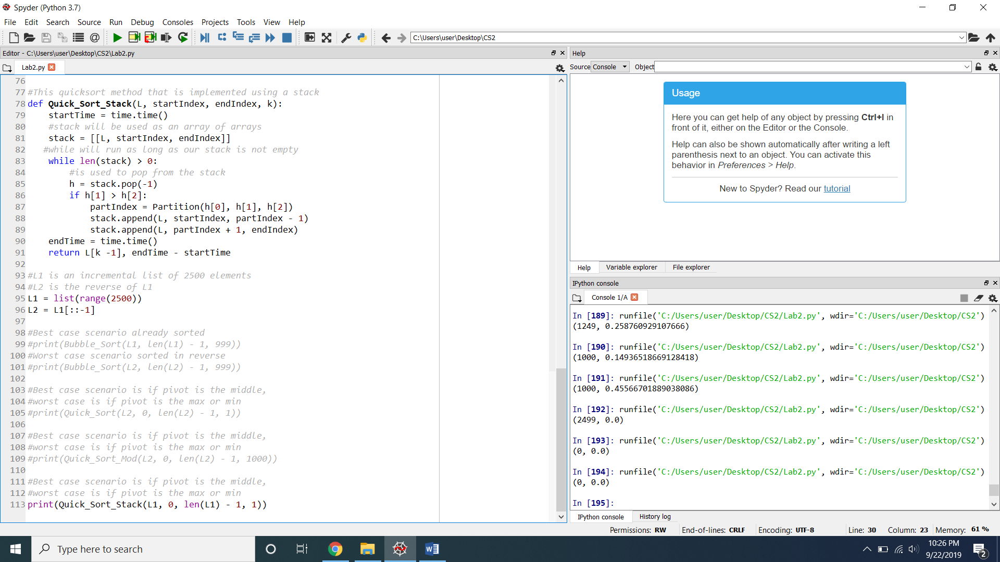 Spyder (Python 3.7)
File Edit Search Source Run Debug Consoles Projects Tools View Help
C:\Users\user\Desktop\CS2
Editor - C:\Users\user\Desktop\CS2\Lab2.py
Lab2.py
76
77 #This quicksort method that is implemented using a stack
78 def Quick_Sort_Stack(L, startIndex, endIndex, k):
79     startTime = time.time()
80     #stack will be used as an array of arrays
81     stack = [[L, startIndex, endIndex]]
82    #while will run as long as our stack is not empty
83     while len(stack) > 0:
84         #is used to pop from the stack
85         h = stack.pop(-1)
86         if h[1] > h[2]:
87             partIndex = Partition(h[0], h[1], h[2])
88             stack.append(L, startIndex, partIndex - 1)
89             stack.append(L, partIndex + 1, endIndex)
90     endTime = time.time()
91     return L[k -1], endTime - startTime
92
93 #L1 is an incremental list of 2500 elements
94 #L2 is the reverse of L1
95 L1 = list(range(2500))
96 L2 = L1[::-1]
97
98 #Best case scenario already sorted
99 #print(Bubble_Sort(L1, len(L1) - 1, 999))
100 #Worst case scenario sorted in reverse
101 #print(Bubble_Sort(L2, len(L2) - 1, 999))
102
103 #Best case scenario is if pivot is the middle,
104 #worst case is if pivot is the max or min
105 #print(Quick_Sort(L2, 0, len(L2) - 1, 1))
106
107 #Best case scenario is if pivot is the middle,
108 #worst case is if pivot is the max or min
109 #print(Quick_Sort_Mod(L2, 0, len(L2) - 1, 1000))
110
111 #Best case scenario is if pivot is the middle,
112 #worst case is if pivot is the max or min
113 print(Quick_Sort_Stack(L1, 0, len(L1) - 1, 1))
Help
Source Console Object
Usage
Here you can get help of any object by pressing Ctrl+I in
front of it, either on the Editor or the Console.
Help can also be shown automatically after writing a left
parenthesis next to an object. You can activate this
behavior in Preferences > Help.
New to Spyder? Read our tutorial
Help Variable explorer File explorer
IPython console
Console 1/A
In [189]: runfile('C:/Users/user/Desktop/CS2/Lab2.py', wdir='C:/Users/user/Desktop/CS2')
(1249, 0.258760929107666)
In [190]: runfile('C:/Users/user/Desktop/CS2/Lab2.py', wdir='C:/Users/user/Desktop/CS2')
(1000, 0.14936518669128418)
In [191]: runfile('C:/Users/user/Desktop/CS2/Lab2.py', wdir='C:/Users/user/Desktop/CS2')
(1000, 0.45566701889038086)
In [192]: runfile('C:/Users/user/Desktop/CS2/Lab2.py', wdir='C:/Users/user/Desktop/CS2')
(2499, 0.0)
In [193]: runfile('C:/Users/user/Desktop/CS2/Lab2.py', wdir='C:/Users/user/Desktop/CS2')
(0, 0.0)
In [194]: runfile('C:/Users/user/Desktop/CS2/Lab2.py', wdir='C:/Users/user/Desktop/CS2')
(0, 0.0)
In [195]:
IPython console History log
Permissions: RW End-of-lines: CRLF Encoding: UTF-8 Line: 30 Column: 23 Memory: 61 %
Type here to search
10:26 PM
9/22/2019
2